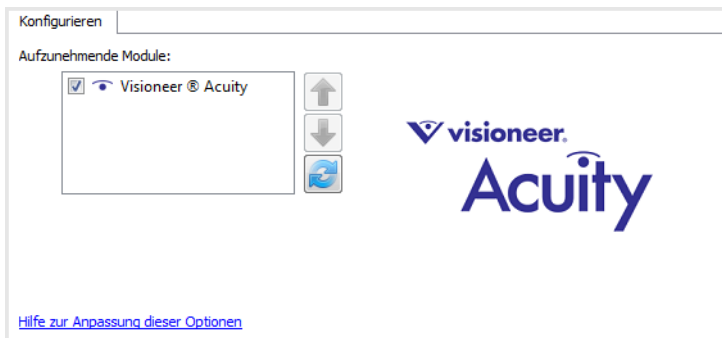 Konfigurieren
Aufzunehmende Module:
Visioneer ® Acuity
visioneer.
Acuity
Hilfe zur Anpassung dieser Optionen